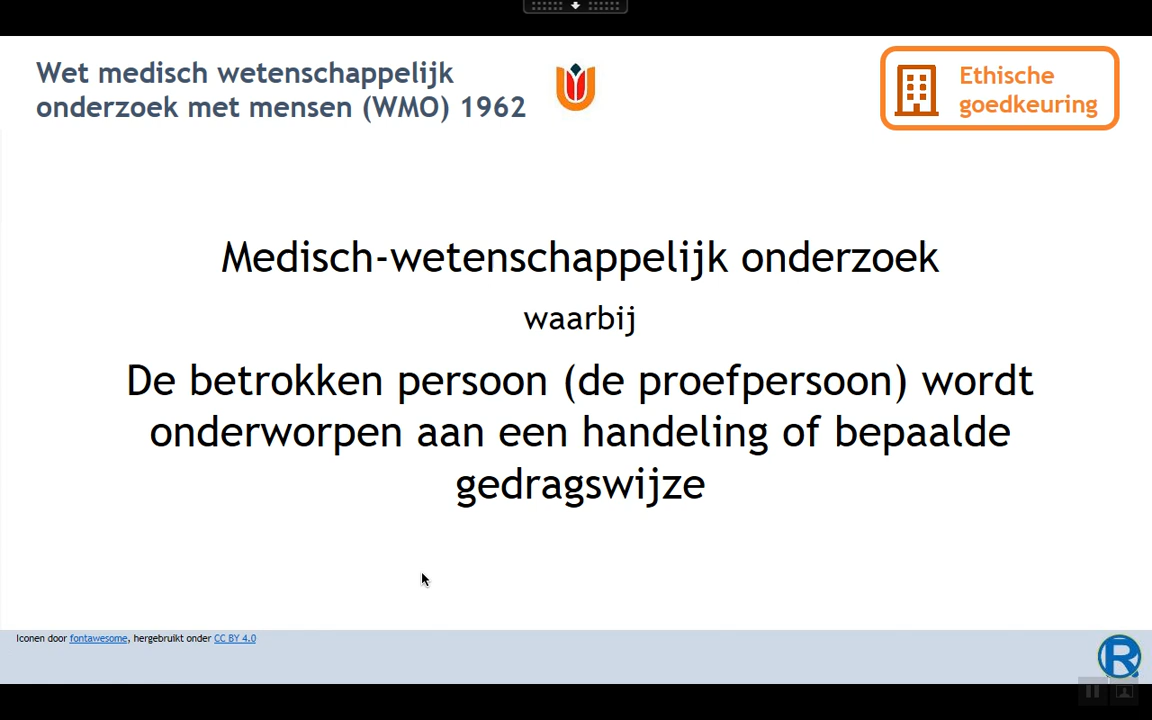 Wet medisch wetenschappelijk
onderzoek met mensen (WMO) 1962
Ethische
goedkeuring
Medisch-wetenschappelijk onderzoek
waarbij
De betrokken persoon (de proefpersoon) wordt
onderworpen aan een handeling of bepaalde
gedragswijze
Iconen door fontawesome, hergebruikt onder CC BY 4.0
R